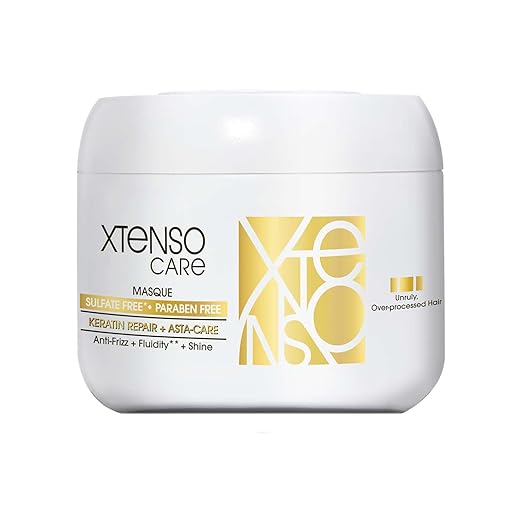 XTENSO
CARE
MASQUE
SULFATE FREE*• PARABEN FREE
KERATIN REPAIR + ASTA-CARE
Anti-Frizz + Fluidity** + Shine
XTENSO
Unruly,
Over-processed Hair